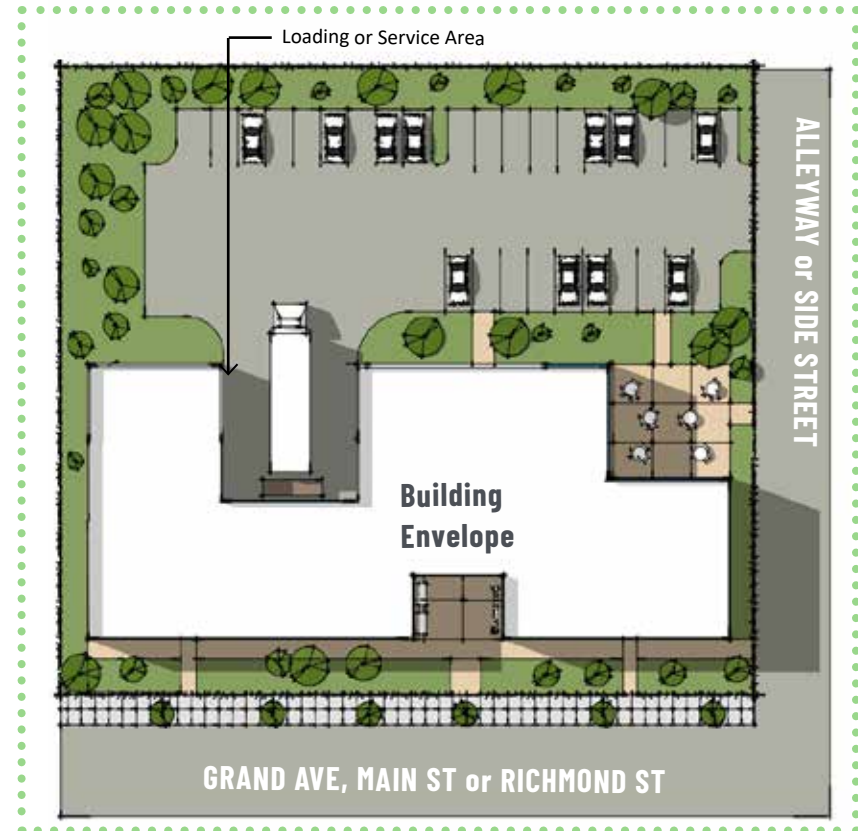 Loading or Service Area
ALLEYWAY or SIDE STREET
Building
Envelope
GRAND AVE, MAIN ST or RICHMOND ST